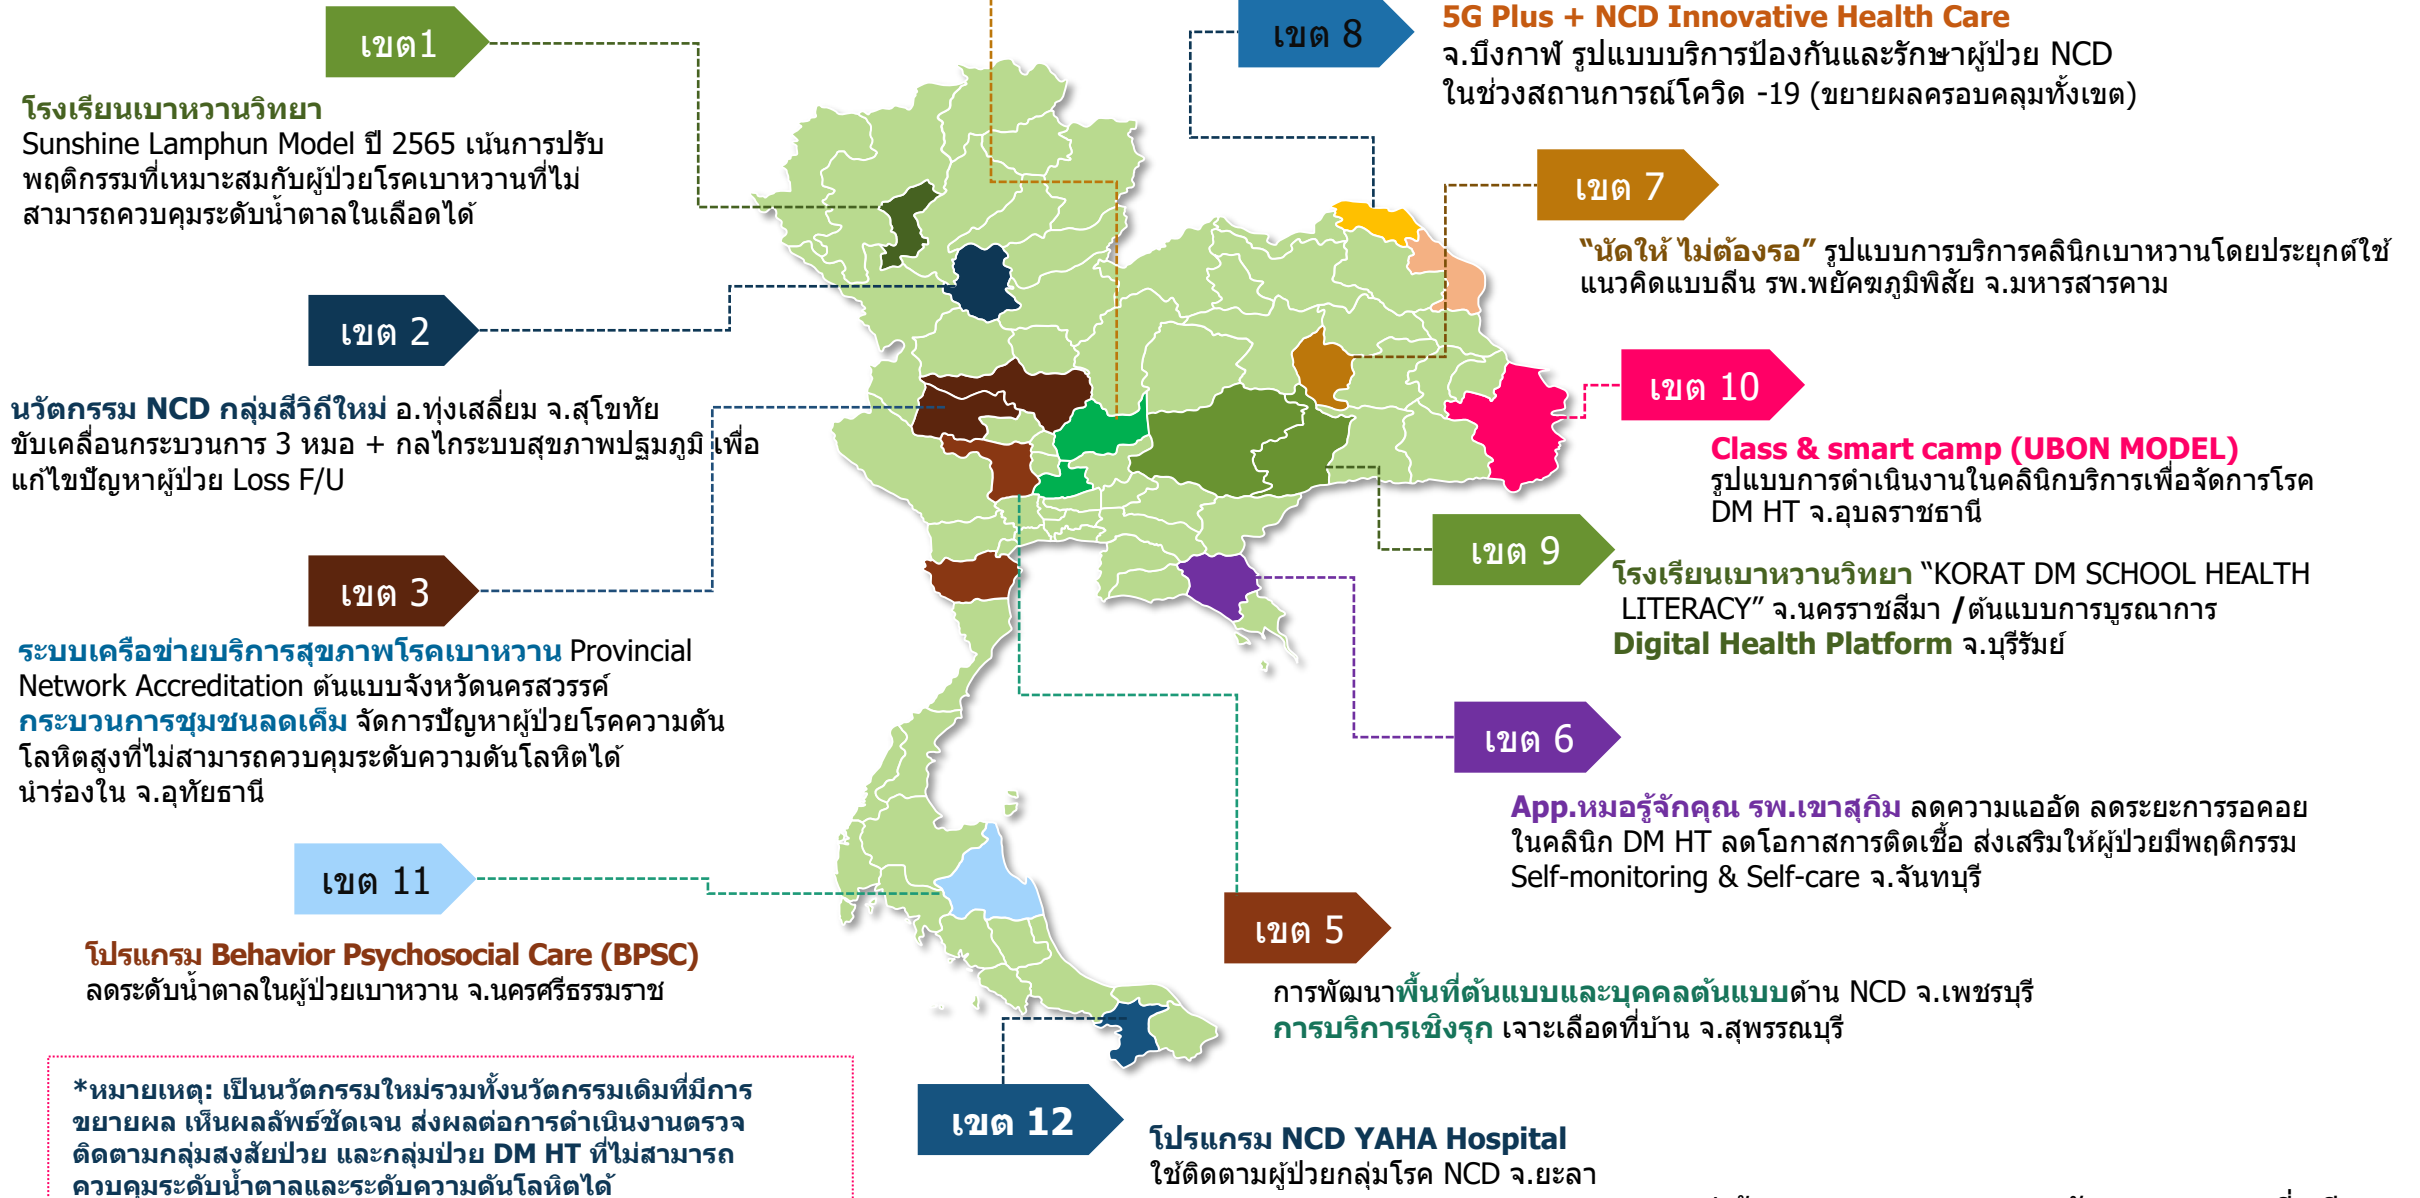 เขต1
โรงเรียนเบาหวานวิทยา
Sunshine Lamphun Model ปี 2565 เน้นการปรับ
พฤติกรรมที่เหมาะสมกับผู้ป่วยโรคเบาหวานที่ไม่
สามารถควบคุมระดับน้ำตาลในเลือดได้
เขต 2
นวัตกรรม NCD กลุ่มสีวิถีใหม่ อ.ทุ่งเสลี่ยม จ.สุโขทัย
ขับเคลื่อนกระบวนการ 3 หมอ + กลไกระบบสุขภาพปฐมภูมิ เพื่อ
แก้ไขปัญหาผู้ป่วย Loss F/U
เขต 3
ระบบเครือข่ายบริการสุขภาพโรคเบาหวาน Provincial
Network Accreditation ต้นแบบจังหวัดนครสวรรค์
กระบวนการชุมชนลดเค็ม จัดการปัญหาผู้ป่วยโรคความดัน
โลหิตสูงที่ไม่สามารถควบคุมระดับความดันโลหิตได้
นำร่องใน จ.อุทัยธานี
เขต 11
โปรแกรม Behavior Psychosocial Care (BPSC)
ลดระดับน้ำตาลในผู้ป่วยเบาหวาน จ.นครศรีธรรมราช
*หมายเหตุ: เป็นนวัตกรรมใหม่รวมทั้งนวัตกรรมเดิมที่มีการ
ขยายผล เห็นผลลัพธ์ชัดเจน ส่งผลต่อการดำเนินงานตรวจ
ติดตามกลุ่มสงสัยป่วย และกลุ่มป่วย DM HT ที่ไม่สามารถ
ควบคุมระดับน้ำตาลและระดับความดันโลหิตได้
เขต 8
5G Plus + NCD Innovative Health Care
จ.บึงกาฬ รูปแบบบริการป้องกันและรักษาผู้ป่วย NCD
ในช่วงสถานการณ์โควิด -19 (ขยายผลครอบคลุมทั้งเขต)
เขต 7
“นัดให้ ไม่ต้องรอ” รูปแบบการบริการคลินิกเบาหวานโดยประยุกต์ใช้
แนวคิดแบบลีน รพ.พยัคฆภูมิพิสัย จ.มหารสารคาม
เขต 10
Class & smart camp (UBON MODEL)
รูปแบบการดำเนินงานในคลินิกบริการเพื่อจัดการโรค
DM HT จ.อุบลราชธานี
เขต 9
โรงเรียนเบาหวานวิทยา “KORAT DM SCHOOL HEALTH
LITERACY” จ.นครราชสีมา /ต้นแบบการบูรณาการ
Digital Health Platform จ.บุรีรัมย์
เขต 6
App.หมอรู้จักคุณ รพ.เขาสุกิม ลดความแออัด ลดระยะการรอคอย
ในคลินิก DM HT ลดโอกาสการติดเชื้อ ส่งเสริมให้ผู้ป่วยมีพฤติกรรม
Self-monitoring & Self-care จ.จันทบุรี
เขต 5
การพัฒนาพื้นที่ต้นแบบและบุคคลต้นแบบด้าน NCD จ.เพชรบุรี
การบริการเชิงรุก เจาะเลือดที่บ้าน จ.สุพรรณบุรี
เขต 12
โปรแกรม NCD YAHA Hospital
ใช้ติดตามผู้ป่วยกลุ่มโรค NCD จ.ยะลา